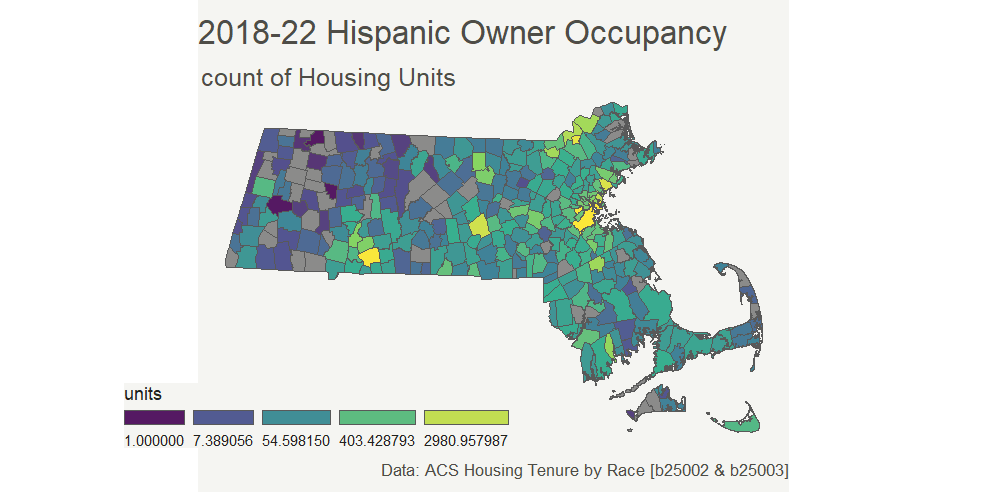 2018-22 Hispanic Owner Occupancy
count of Housing Units
units
1.000000 7.389056 54.598150 403.428793 2980.957987
Data: ACS Housing Tenure by Race [b25002 & b25003]